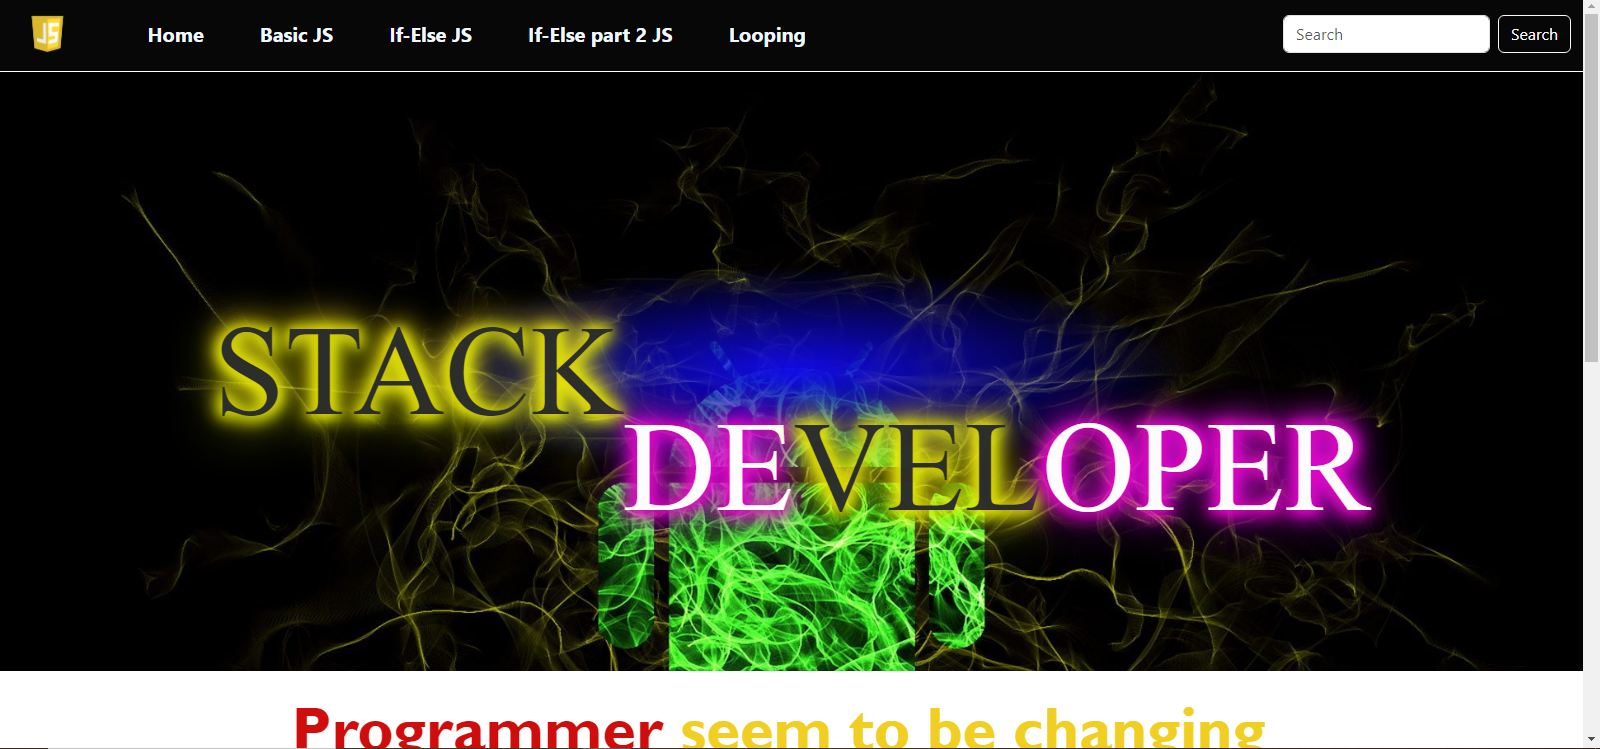 JS Home Basic JS If-Else JS If-Else part 2 JS Looping Search Search
STACK
DEVELOPER
Programmer seem to be changing